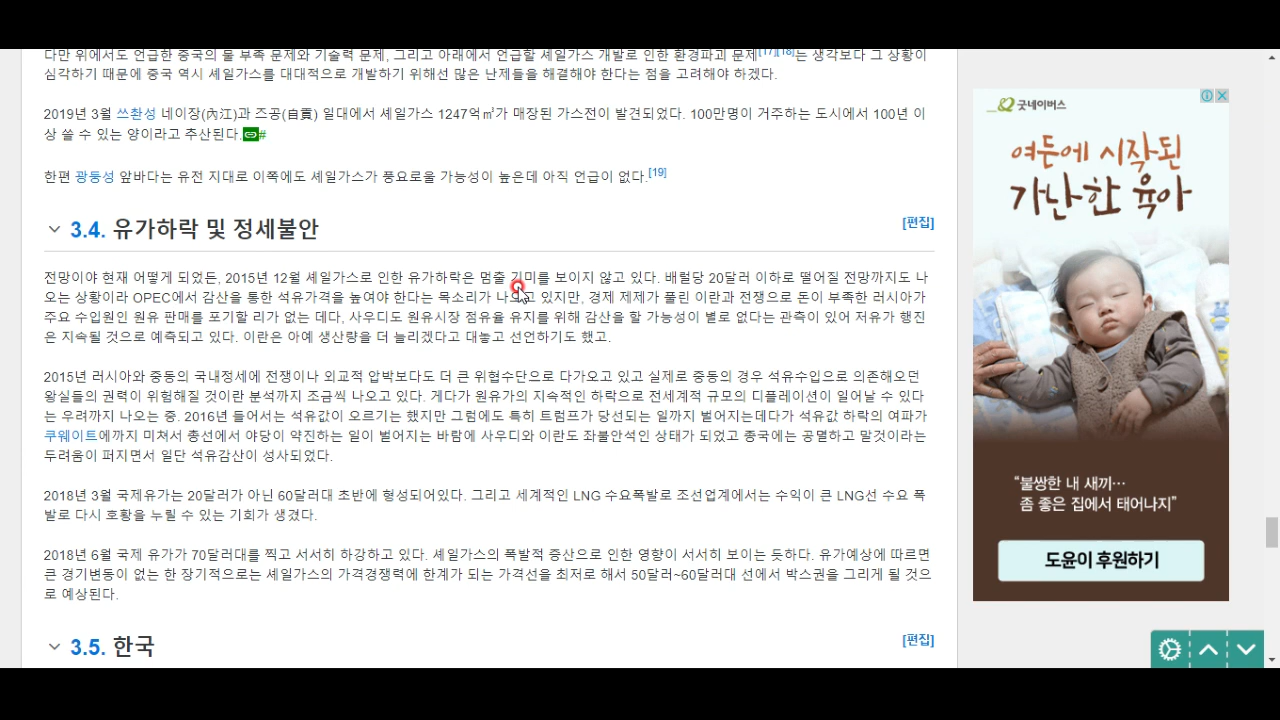 다만 위에서도 언급한 중국의 물 부족 문제와 기술력 문제, 그리고 아래에서 언급할 셰일가스 개발로 인한 환경파괴 문제[17][18]는 생각보다 그 상황이
심각하기 때문에 중국 역시 셰일가스를 대대적으로 개발하기 위해선 많은 난제들을 해결해야 한다는 점을 고려해야 하겠다.
2019년 3월 쓰촨성 네이장(內江)과 즈공(自貢) 일대에서 셰일가스 1247억㎥가 매장된 가스전이 발견되었다. 100만명이 거주하는 도시에서 100년 이
상 쓸 수 있는 양이라고 추산된다.#
한편 광둥성 앞바다는 유전 지대로 이쪽에도 셰일가스가 풍요로울 가능성이 높은데 아직 언급이 없다.[19]
3.4. 유가하락 및 정세불안 [편집]
전망이야 현재 어떻게 되었든, 2015년 12월 셰일가스로 인한 유가하락은 멈출 기미를 보이지 않고 있다. 배럴당 20달러 이하로 떨어질 전망까지도 나
오는 상황이라 OPEC에서 감산을 통한 석유가격을 높여야 한다는 목소리가 나오고 있지만, 경제 제제가 풀린 이란과 전쟁으로 돈이 부족한 러시아가
주요 수입원인 원유 판매를 포기할 리가 없는 데다, 사우디도 원유시장 점유율 유지를 위해 감산을 할 가능성이 별로 없다는 관측이 있어 저유가 행진
은 지속될 것으로 예측되고 있다. 이란은 아예 생산량을 더 늘리겠다고 대놓고 선언하기도 했고.
2015년 러시아와 중동의 국내정세에 전쟁이나 외교적 압박보다도 더 큰 위협수단으로 다가오고 있고 실제로 중동의 경우 석유수입으로 의존해오던
왕실들의 권력이 위험해질 것이란 분석까지 조금씩 나오고 있다. 게다가 원유가의 지속적인 하락으로 전세계적 규모의 디플레이션이 일어날 수 있다
는 우려까지 나오는 중. 2016년 들어서는 석유값이 오르기는 했지만 그럼에도 특히 트럼프가 당선되는 일까지 벌어지는데다가 석유값 하락의 여파가
쿠웨이트에까지 미쳐서 총선에서 야당이 약진하는 일이 벌어지는 바람에 사우디와 이란도 좌불안석인 상태가 되었고 종국에는 공멸하고 말것이라는
두려움이 퍼지면서 일단 석유감산이 성사되었다.
2018년 3월 국제유가는 20달러가 아닌 60달러대 초반에 형성되어있다. 그리고 세계적인 LNG 수요폭발로 조선업계에서는 수익이 큰 LNG선 수요 폭
발로 다시 호황을 누릴 수 있는 기회가 생겼다.
2018년 6월 국제 유가가 70달러대를 찍고 서서히 하강하고 있다. 셰일가스의 폭발적 증산으로 인한 영향이 서서히 보이는 듯하다. 유가예상에 따르면
큰 경기변동이 없는 한 장기적으로는 셰일가스의 가격경쟁력에 한계가 되는 가격선을 최저로 해서 50달러~60달러대 선에서 박스권을 그리게 될 것으
로 예상된다.
3.5. 한국 [편집]
굿네이버스
여든에 시작된
가난한 육아
“불쌍한 내 새끼…
좀 좋은 집에서 태어나지”
도윤이 후원하기